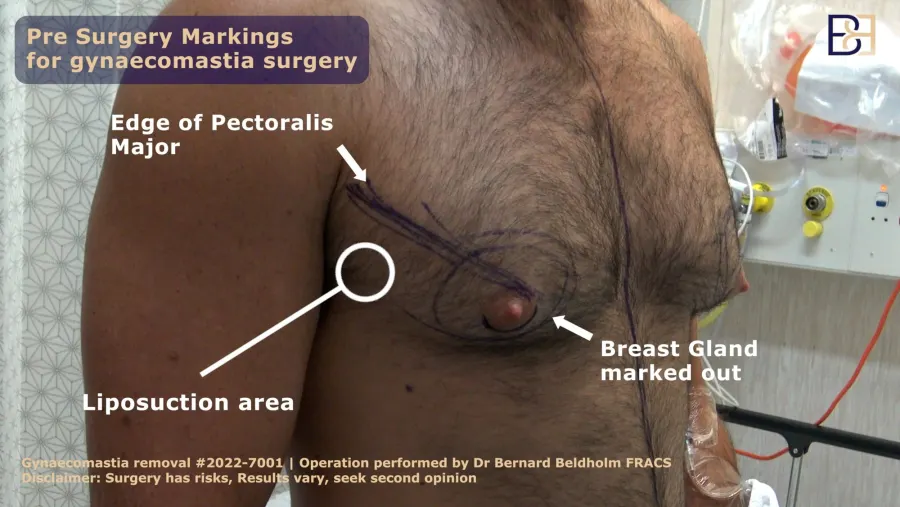 Pre Surgery Markings
for gynaecomastia surgery
Edge of Pectoralis
Major
Breast Gland
marked out
Liposuction area
Gynaecomastia removal #2022-7001 | Operation performed by Dr Bernard Beldholm FRACS
Disclaimer: Surgery has risks, Results vary, seek second opinion